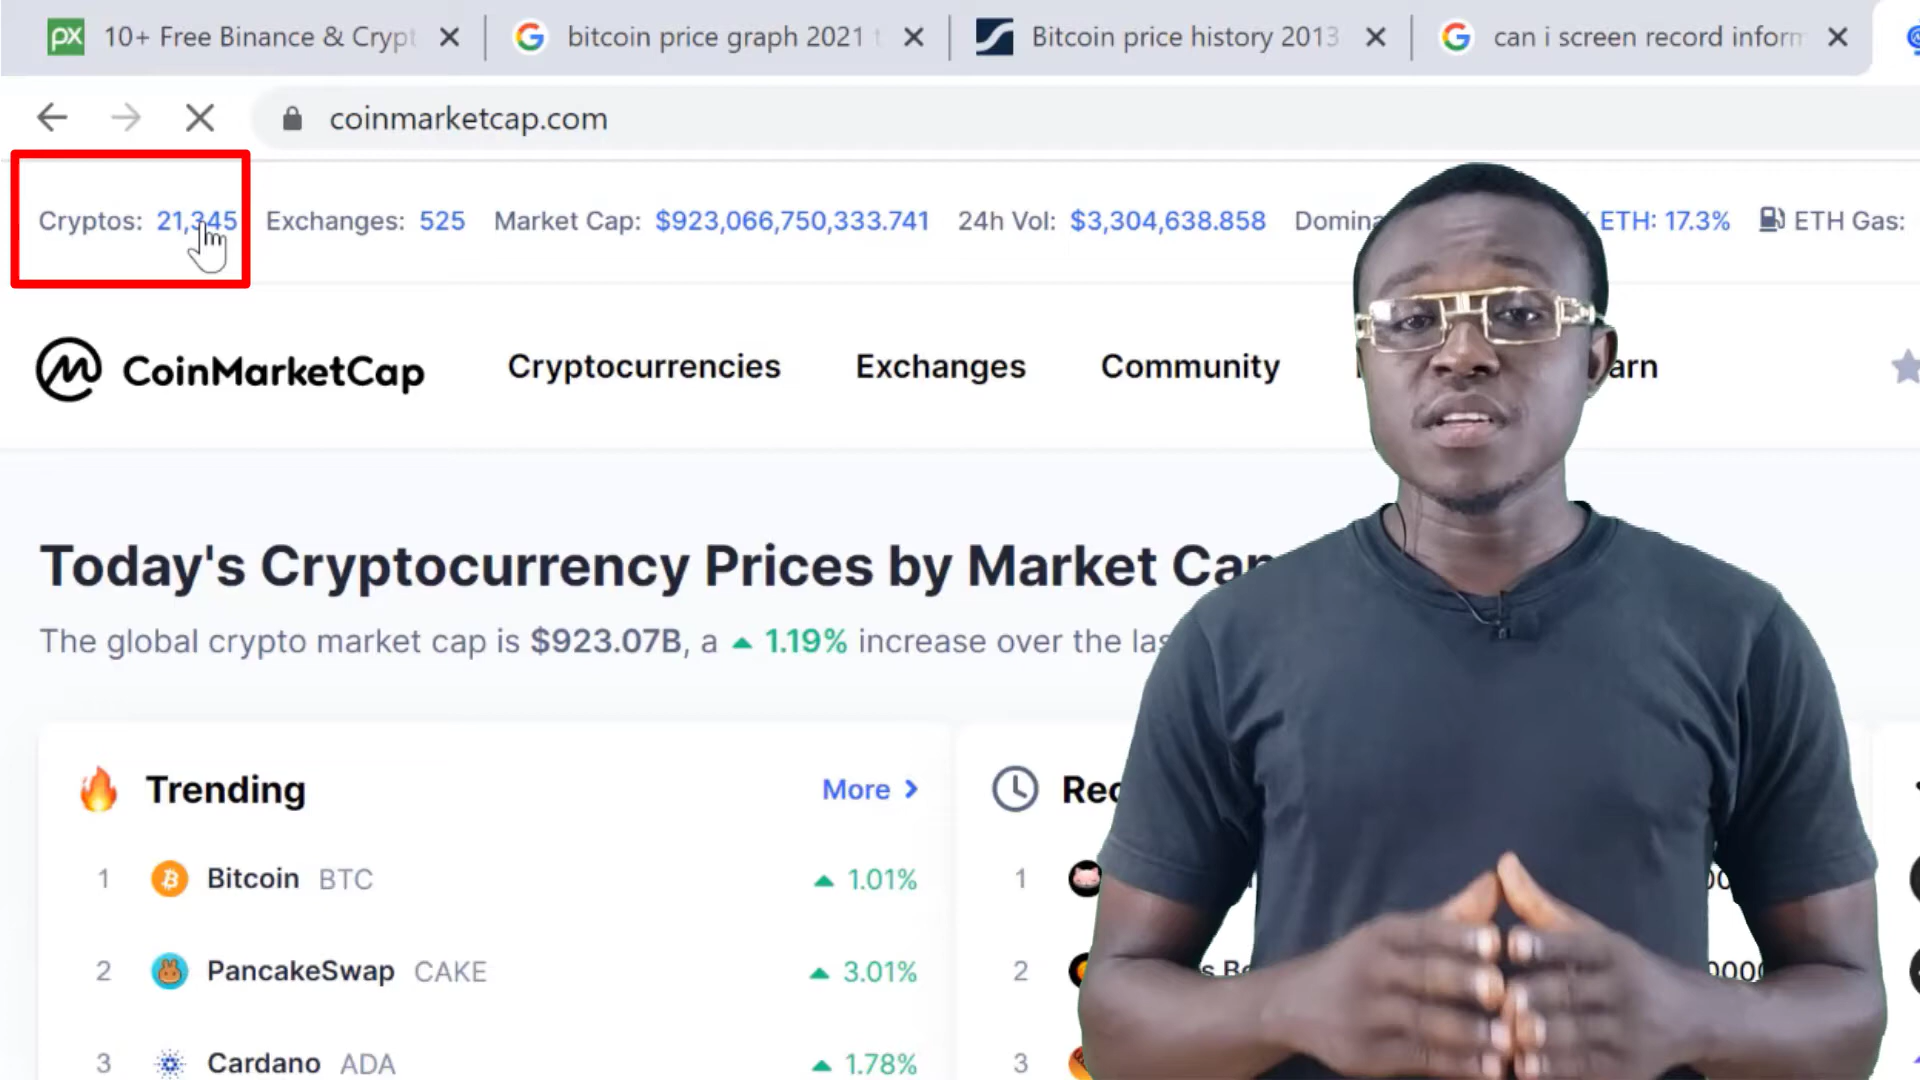 10+ Free Binance & Crypt
bitcoin price graph 2021
Bitcoin price history 2013
can i screen record inform
coinmarketcap.com
Cryptos: 21,345 Exchanges: 525 Market Cap: $923,066,750,333.741 24h Vol: $3,304,638.858 ETH: 17.3% ETH Gas:
CoinMarketCap Cryptocurrencies Exchanges Community
Today's Cryptocurrency Prices by Market Cap
The global crypto market cap is $923.07B, a 1.19% increase over the
Trending More
1 Bitcoin BTC 1.01% 1
2 PancakeSwap CAKE 3.01% 2
3 Cardano ADA 1.78% 3